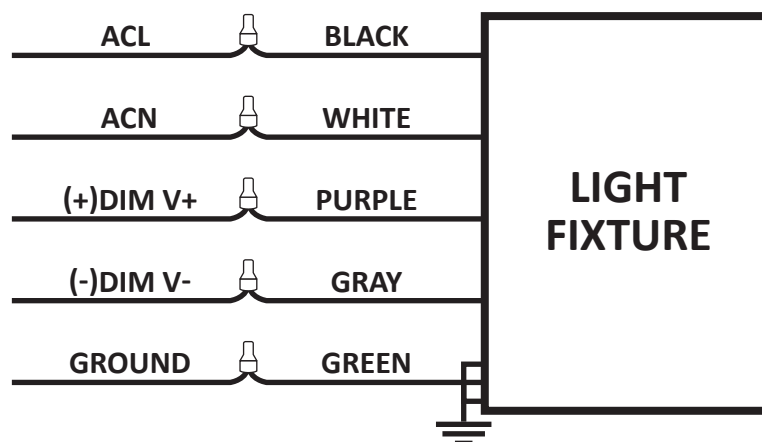 ACL BLACK
ACN WHITE
(+)DIM V+ PURPLE
(-)DIM V- GRAY
GROUND GREEN
LIGHT
FIXTURE